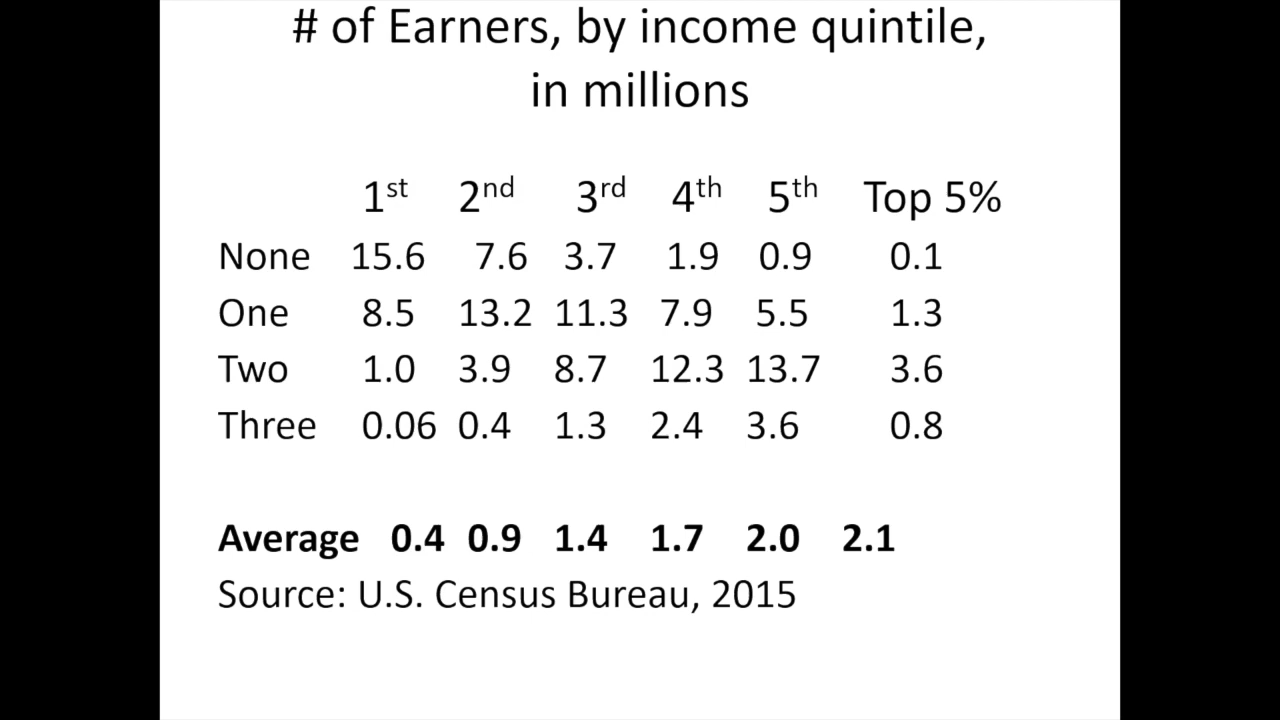 # of Earners, by income quintile,
in millions
1st 2nd 3rd 4th 5th Top 5%
None 15.6 7.6 3.7 1.9 0.9 0.1
One 8.5 13.2 11.3 7.9 5.5 1.3
Two 1.0 3.9 8.7 12.3 13.7 3.6
Three 0.06 0.4 1.3 2.4 3.6 0.8
Average 0.4 0.9 1.4 1.7 2.0 2.1
Source: U.S. Census Bureau, 2015